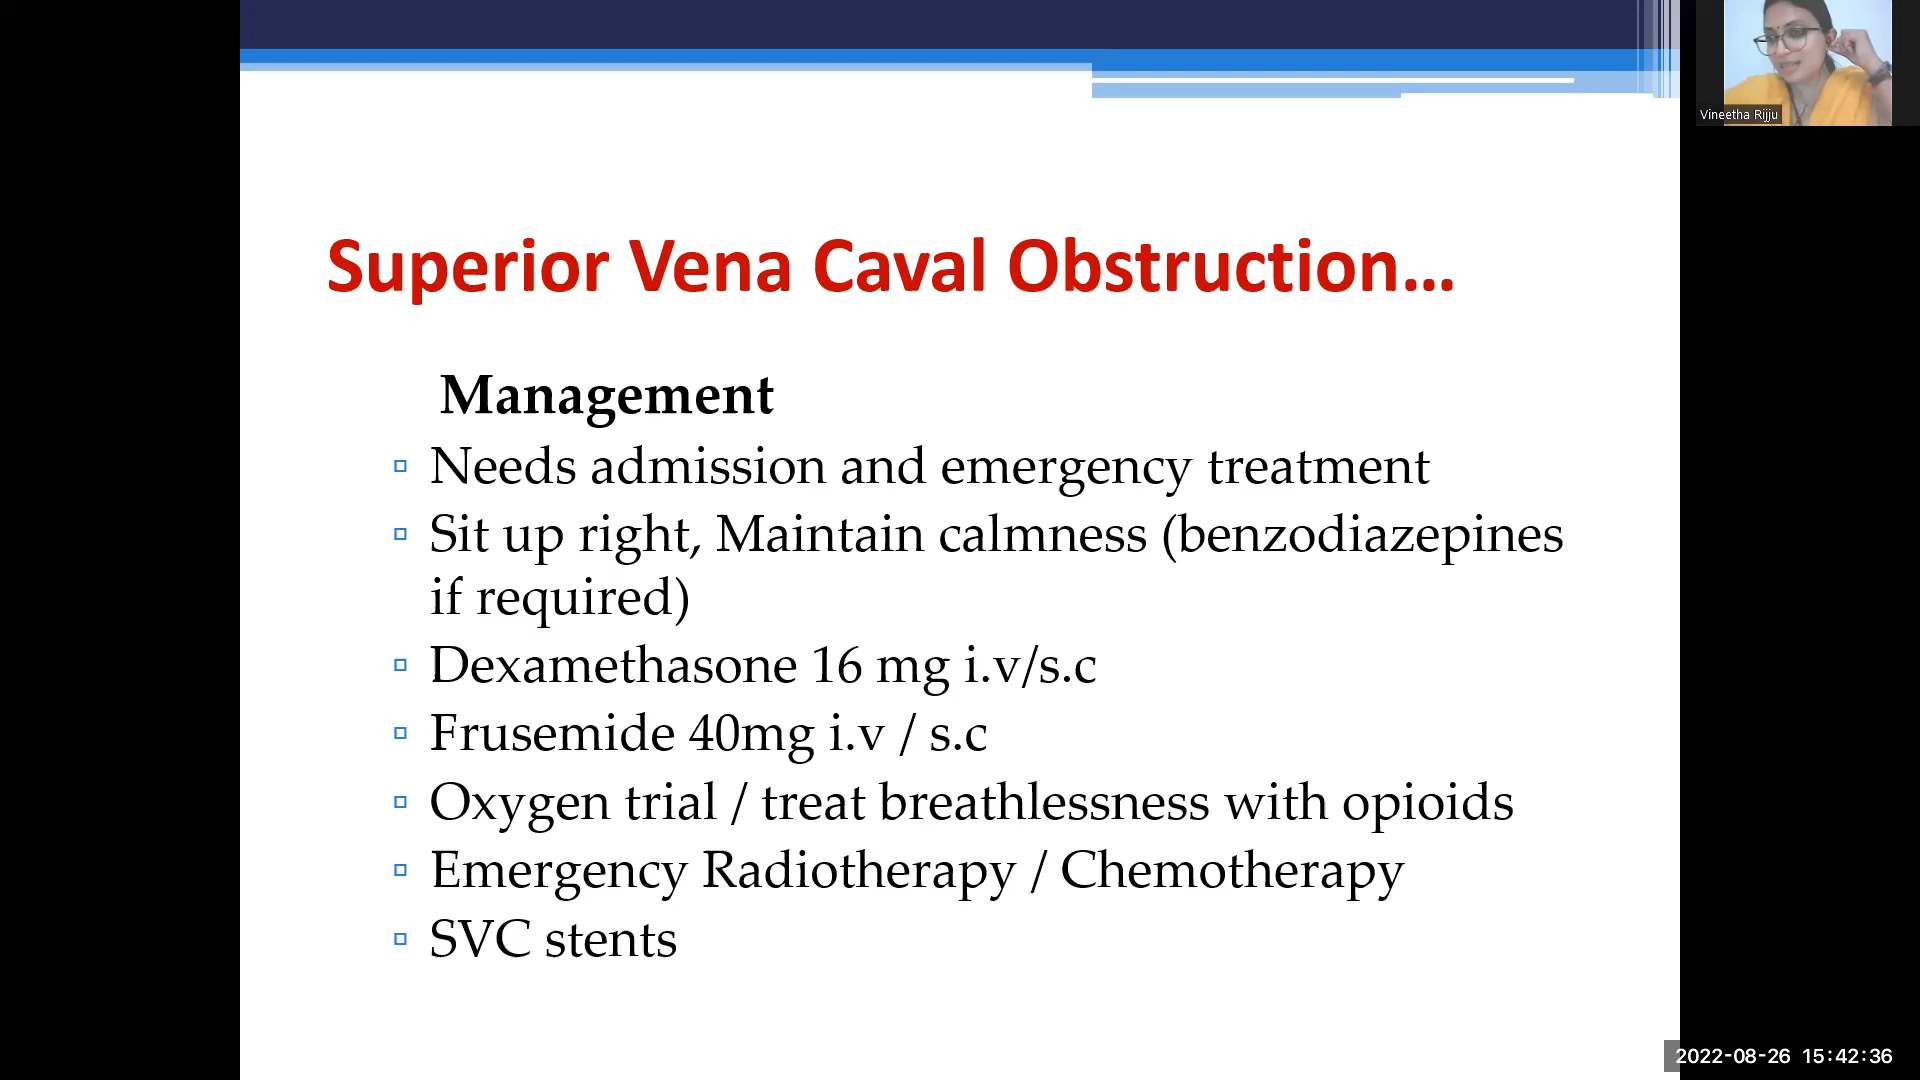 Vineetha Rijju
Superior Vena Caval Obstruction...
Management
Needs admission and emergency treatment
Sit up right, Maintain calmness (benzodiazepines
if required)
Dexamethasone 16 mg i.v/s.c
Frusemide 40mg i.v / s.c
Oxygen trial / treat breathlessness with opioids
Emergency Radiotherapy / Chemotherapy
SVC stents
2022-08-26 15:42:36